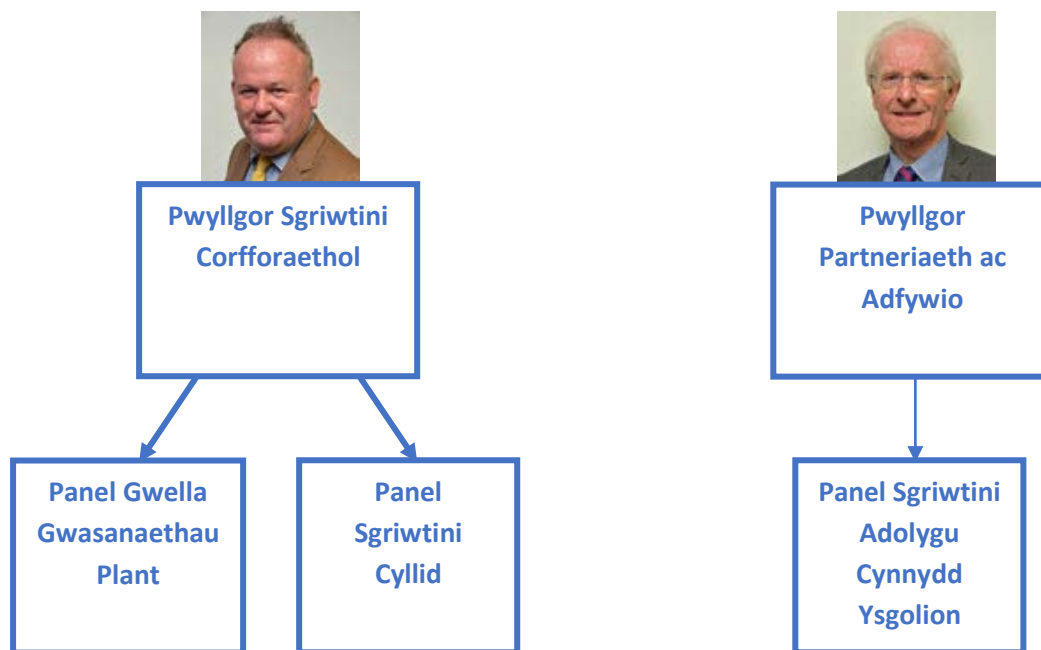 Pwyllgor Sgriwtini
Corfforaethol
Pwyllgor
Partneriaeth ac
Adfywio
Panel Gwella
Gwasanaethau
Plant
Panel
Sgriwtini
Cyllid
Panel Sgriwtini
Adolygu
Cynnydd
Ysgolion